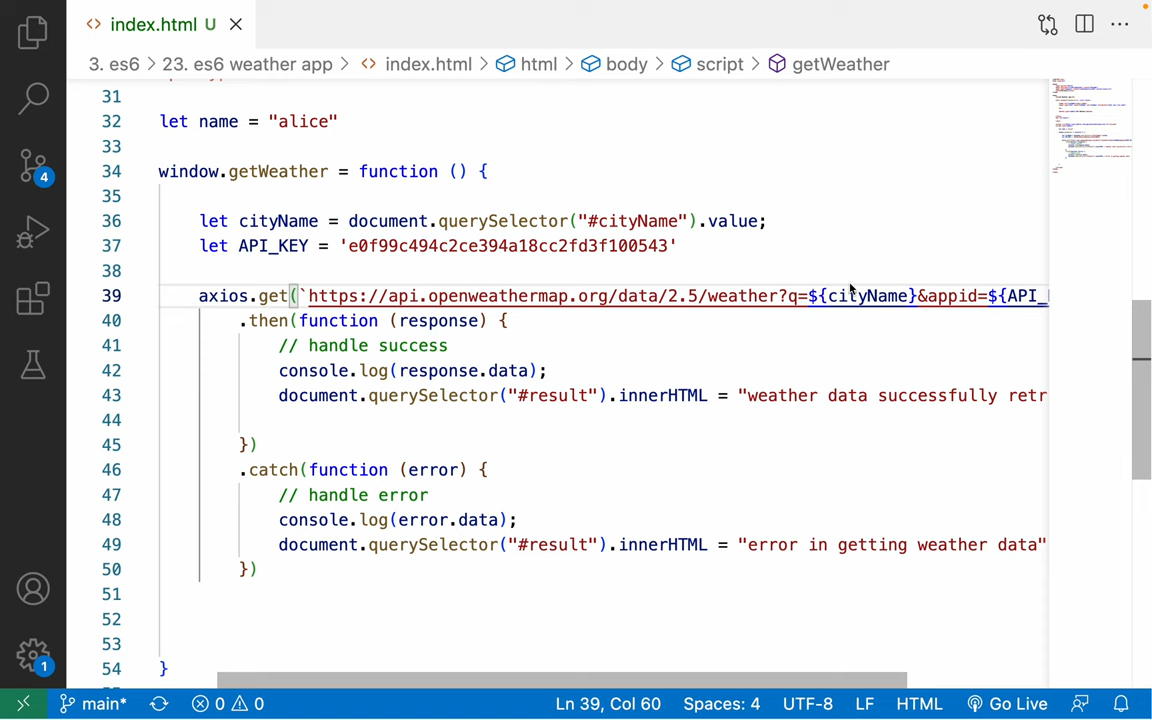 index.html U
3. es6 > 23. es6 weather app > index.html > html > body > script > getWeather
31
32 let name = "alice"
33
34 window.getWeather = function () {
35
36 let cityName = document.querySelector("#cityName").value;
37 let API_KEY = 'e0f99c494c2ce394a18cc2fd3f100543'
38
39 axios.get(`https://api.openweathermap.org/data/2.5/weather?q=${cityName}&appid=${API_
40 .then(function (response) {
41 // handle success
42 console.log(response.data);
43 document.querySelector("#result").innerHTML = "weather data successfully retr
44
45 })
46 .catch(function (error) {
47 // handle error
48 console.log(error.data);
49 document.querySelector("#result").innerHTML = "error in getting weather data"
50 })
51
52
53
54 }
4
1
main* 0 0 Ln 39, Col 60 Spaces: 4 UTF-8 LF HTML Go Live